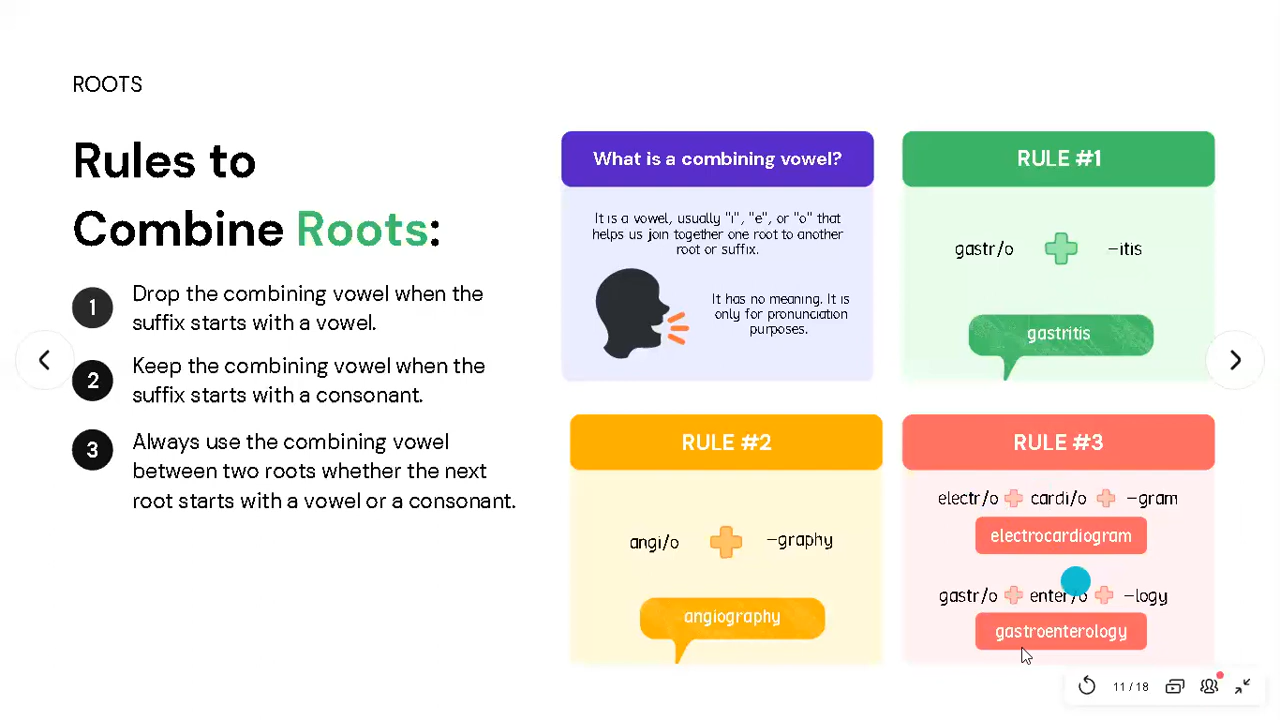 ROOTS
Rules to
Combine Roots:
1
Drop the combining vowel when the
suffix starts with a vowel.
2
Keep the combining vowel when the
suffix starts with a consonant.
3
Always use the combining vowel
between two roots whether the next
root starts with a vowel or a consonant.
What is a combining vowel?
It is a vowel, usually "i", "e", or "o" that
helps us join together one root to another
root or suffix.
It has no meaning. It is
only for pronunciation
purposes.
RULE #1
gastr/o -itis
gastritis
RULE #2
angi/o -graphy
angiography
RULE #3
electr/o cardi/o -gram
electrocardiogram
gastr/o enter/o -logy
gastroenterology
11 / 18